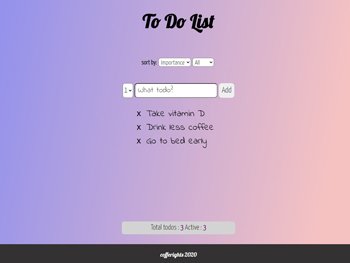 To Do List
sort by: Importance All
1 What todo? Add
x Take vitamin D
x Drink less coffee
x Go to bed early
Total todos : 3 Active : 3
cofferights 2020